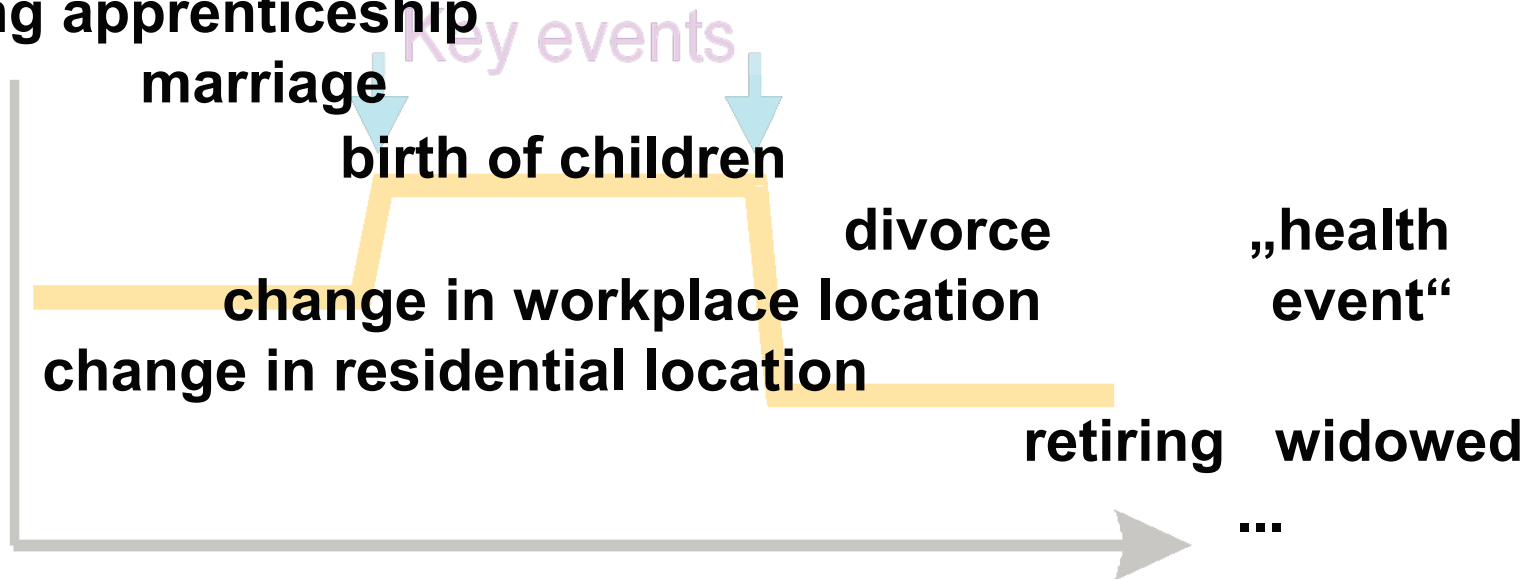 apprenticeship
Key events
marriage
birth of children
divorce „health
change in workplace location event“
change in residential location
retiring widowed
...